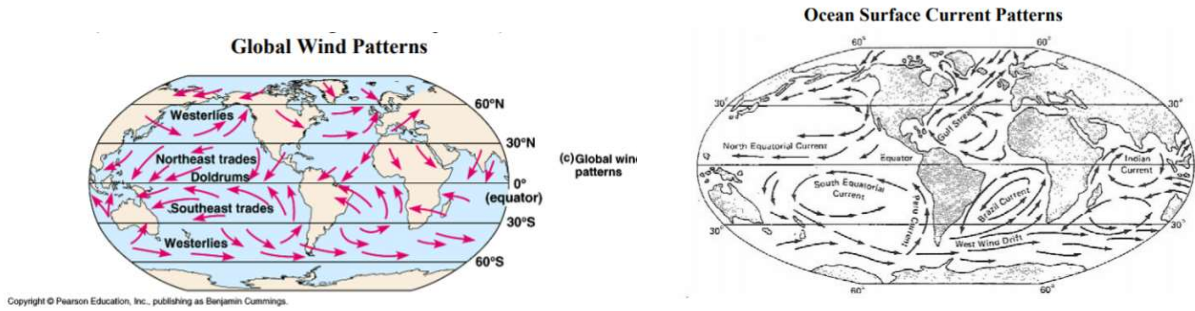 Global Wind Patterns
60°N
Westerlies
30°N
Northeast trades
Doldrums
0°
(equator)
Southeast trades
30°S
Westerlies
60°S
(c) Global wind
patterns
Copyright © Pearson Education, Inc., publishing as Benjamin Cummings.
Ocean Surface Current Patterns
60°
60°
30°
30°
Gulf Stream
North Equatorial Current
Equator
0
Indian
Current
South Equatorial
Current
Peru Current
Brazil Current
30°
30°
West Wind Drift
60°
60°